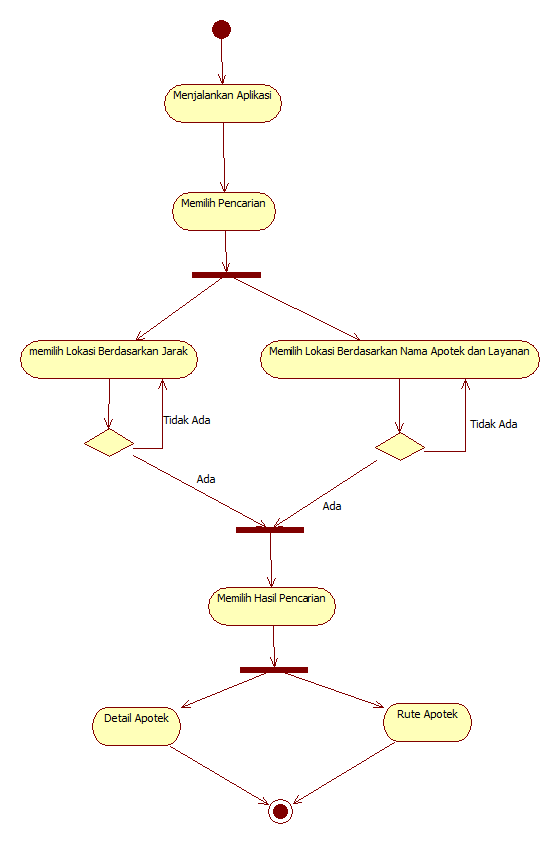 Menjalankan Aplikasi
Memilih Pencarian
memilih Lokasi Berdasarkan Jarak
Memilih Lokasi Berdasarkan Nama Apotek dan Layanan
Tidak Ada
Tidak Ada
Ada
Ada
Memilih Hasil Pencarian
Detail Apotek
Rute Apotek